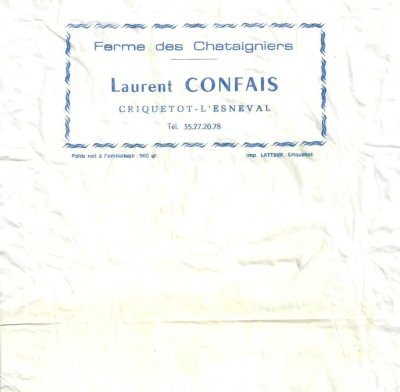 Ferme des Chataigniers
Laurent CONFAIS
CRIQUETOT-L'ESNEVAL
Tél. 35.27.20.78
Poids net à l'emballage : 500 gr
Imp. LATTEUR, Criquetot